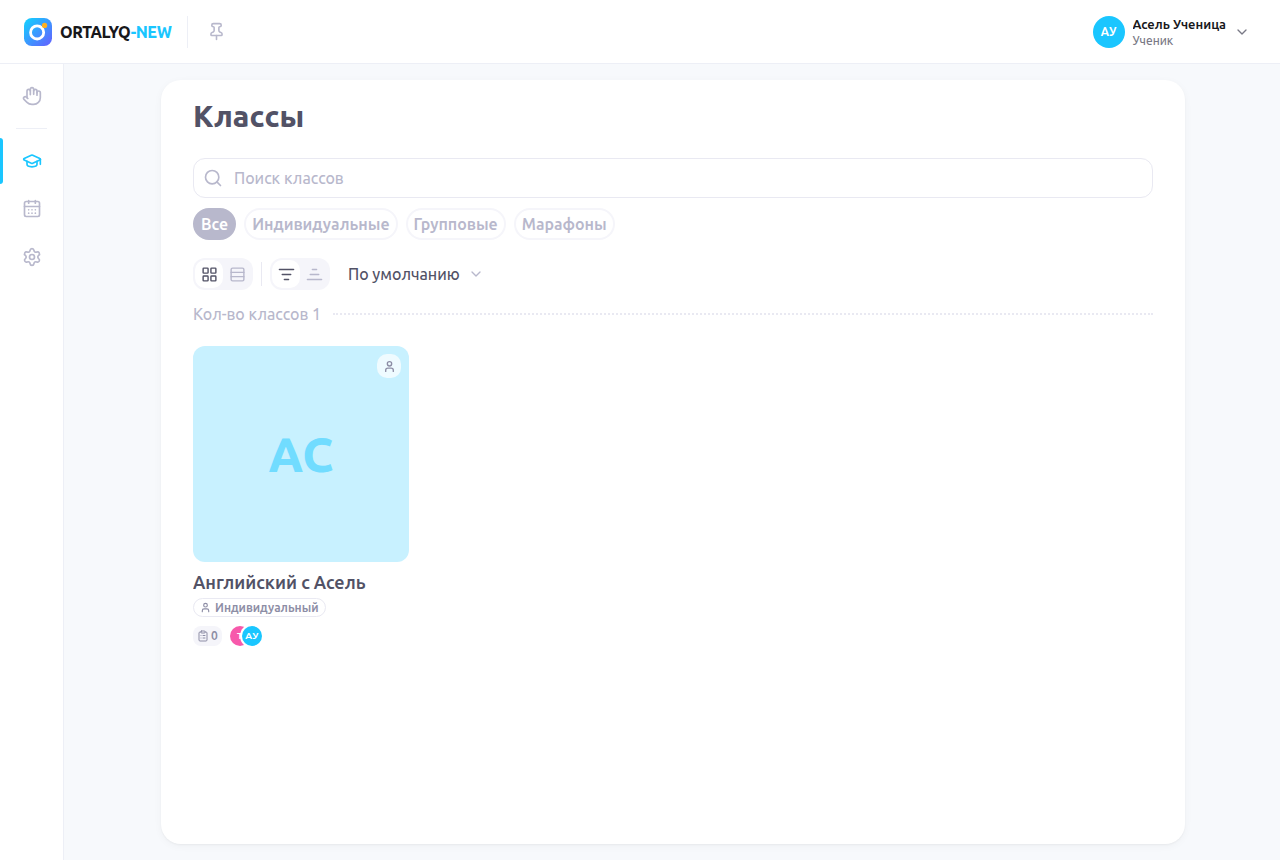 ORTALYQ-NEW
Асель Ученица
Ученик
АУ
Классы
Поиск классов
Все
Индивидуальные
Групповые
Марафоны
По умолчанию
Кол-во классов 1
АС
Английский с Асель
Индивидуальный
0
АУ